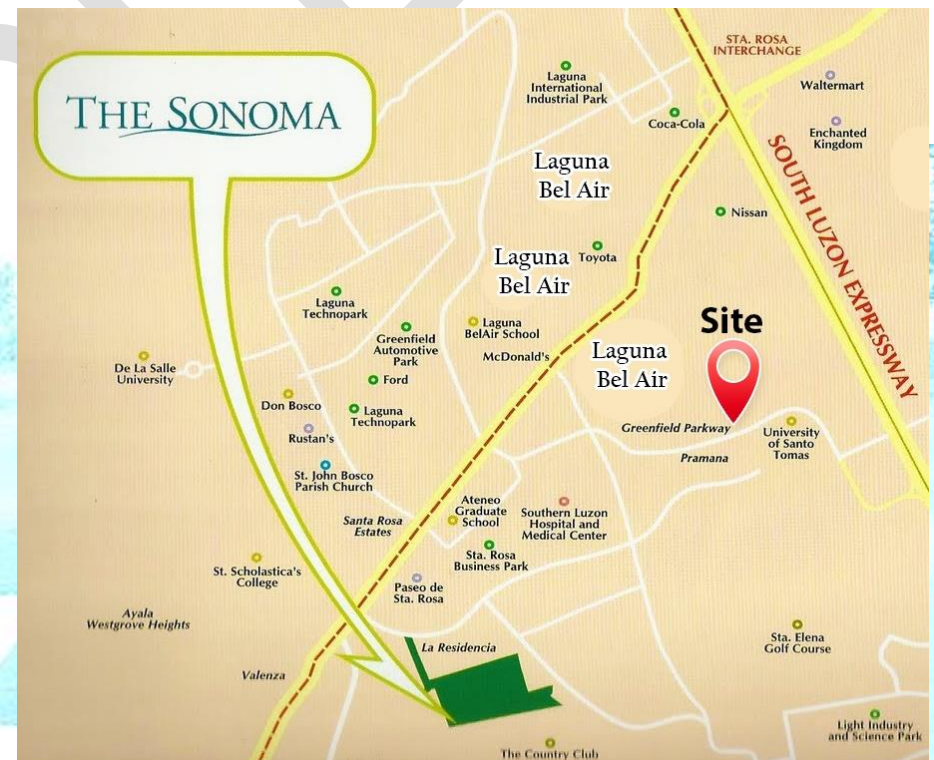 THE SONOMA
STA. ROSA
INTERCHANGE
Waltermart
Laguna
International
Industrial Park
Coca-Cola
Enchanted
Kingdom
SOUTH LUZON EXPRESSWAY
Laguna
Bel Air
Nissan
Laguna
Bel Air
Toyota
Laguna
Technopark
Greenfield
Automotive
Park
Laguna
BelAir School
McDonald's
Site
Laguna
Bel Air
De La Salle
University
Ford
Don Bosco
Laguna
Technopark
Rustan's
Greenfield Parkway
University
of Santo
Tomas
Pramana
St. John Bosco
Parish Church
Santa Rosa
Estates
Ateneo
Graduate
School
Southern Luzon
Hospital and
Medical Center
Sta. Rosa
Business Park
St. Scholastica's
College
Paseo de
Sta. Rosa
Ayala
Westgrove Heights
La Residencia
Sta. Elena
Golf Course
Valenza
Light Industry
and Science Park
The Country Club